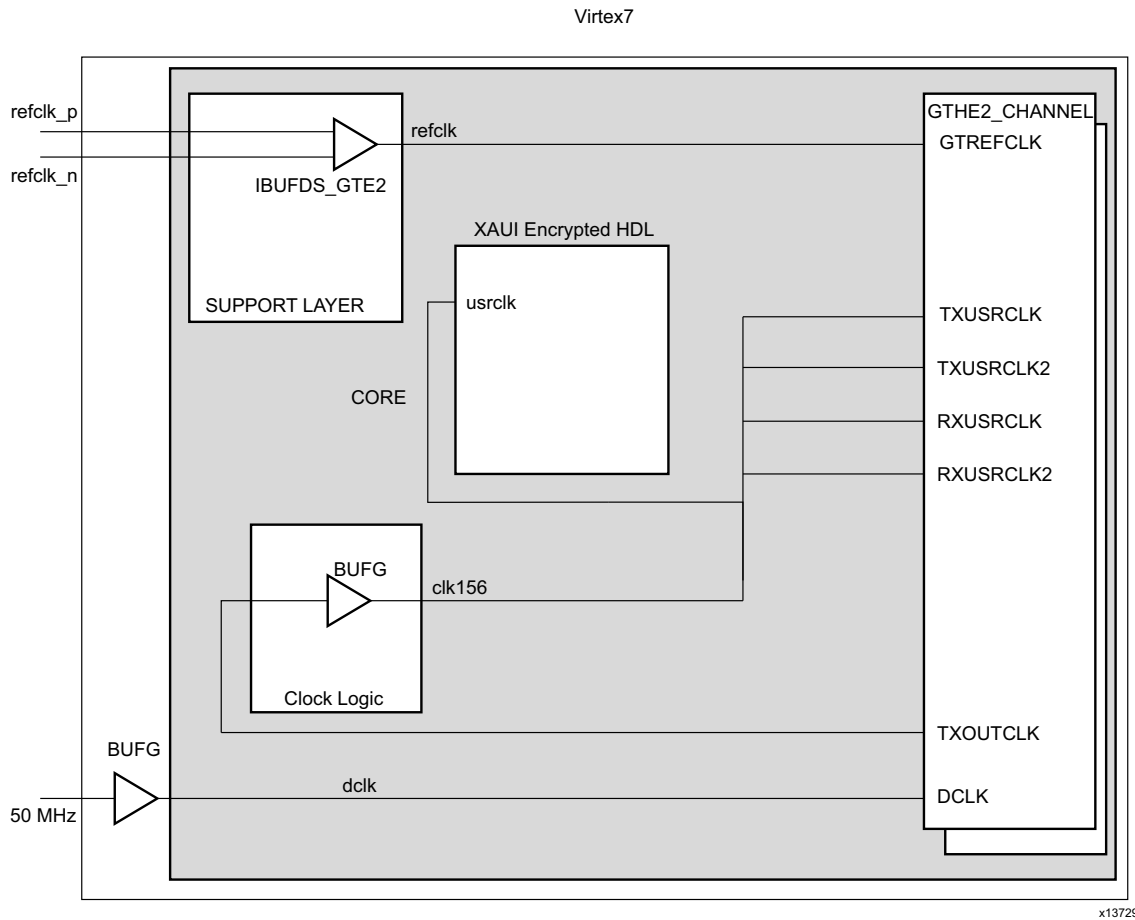 Virtex7
refclk_p
refclk_n
refclk
IBUFDS_GTE2
SUPPORT LAYER
GTHE2_CHANNEL
GTREFCLK
XAUI Encrypted HDL
usrclk
CORE
TXUSRCLK
TXUSRCLK2
RXUSRCLK
RXUSRCLK2
BUFG
clk156
Clock Logic
TXOUTCLK
BUFG
50 MHz
dclk
DCLK
x13729